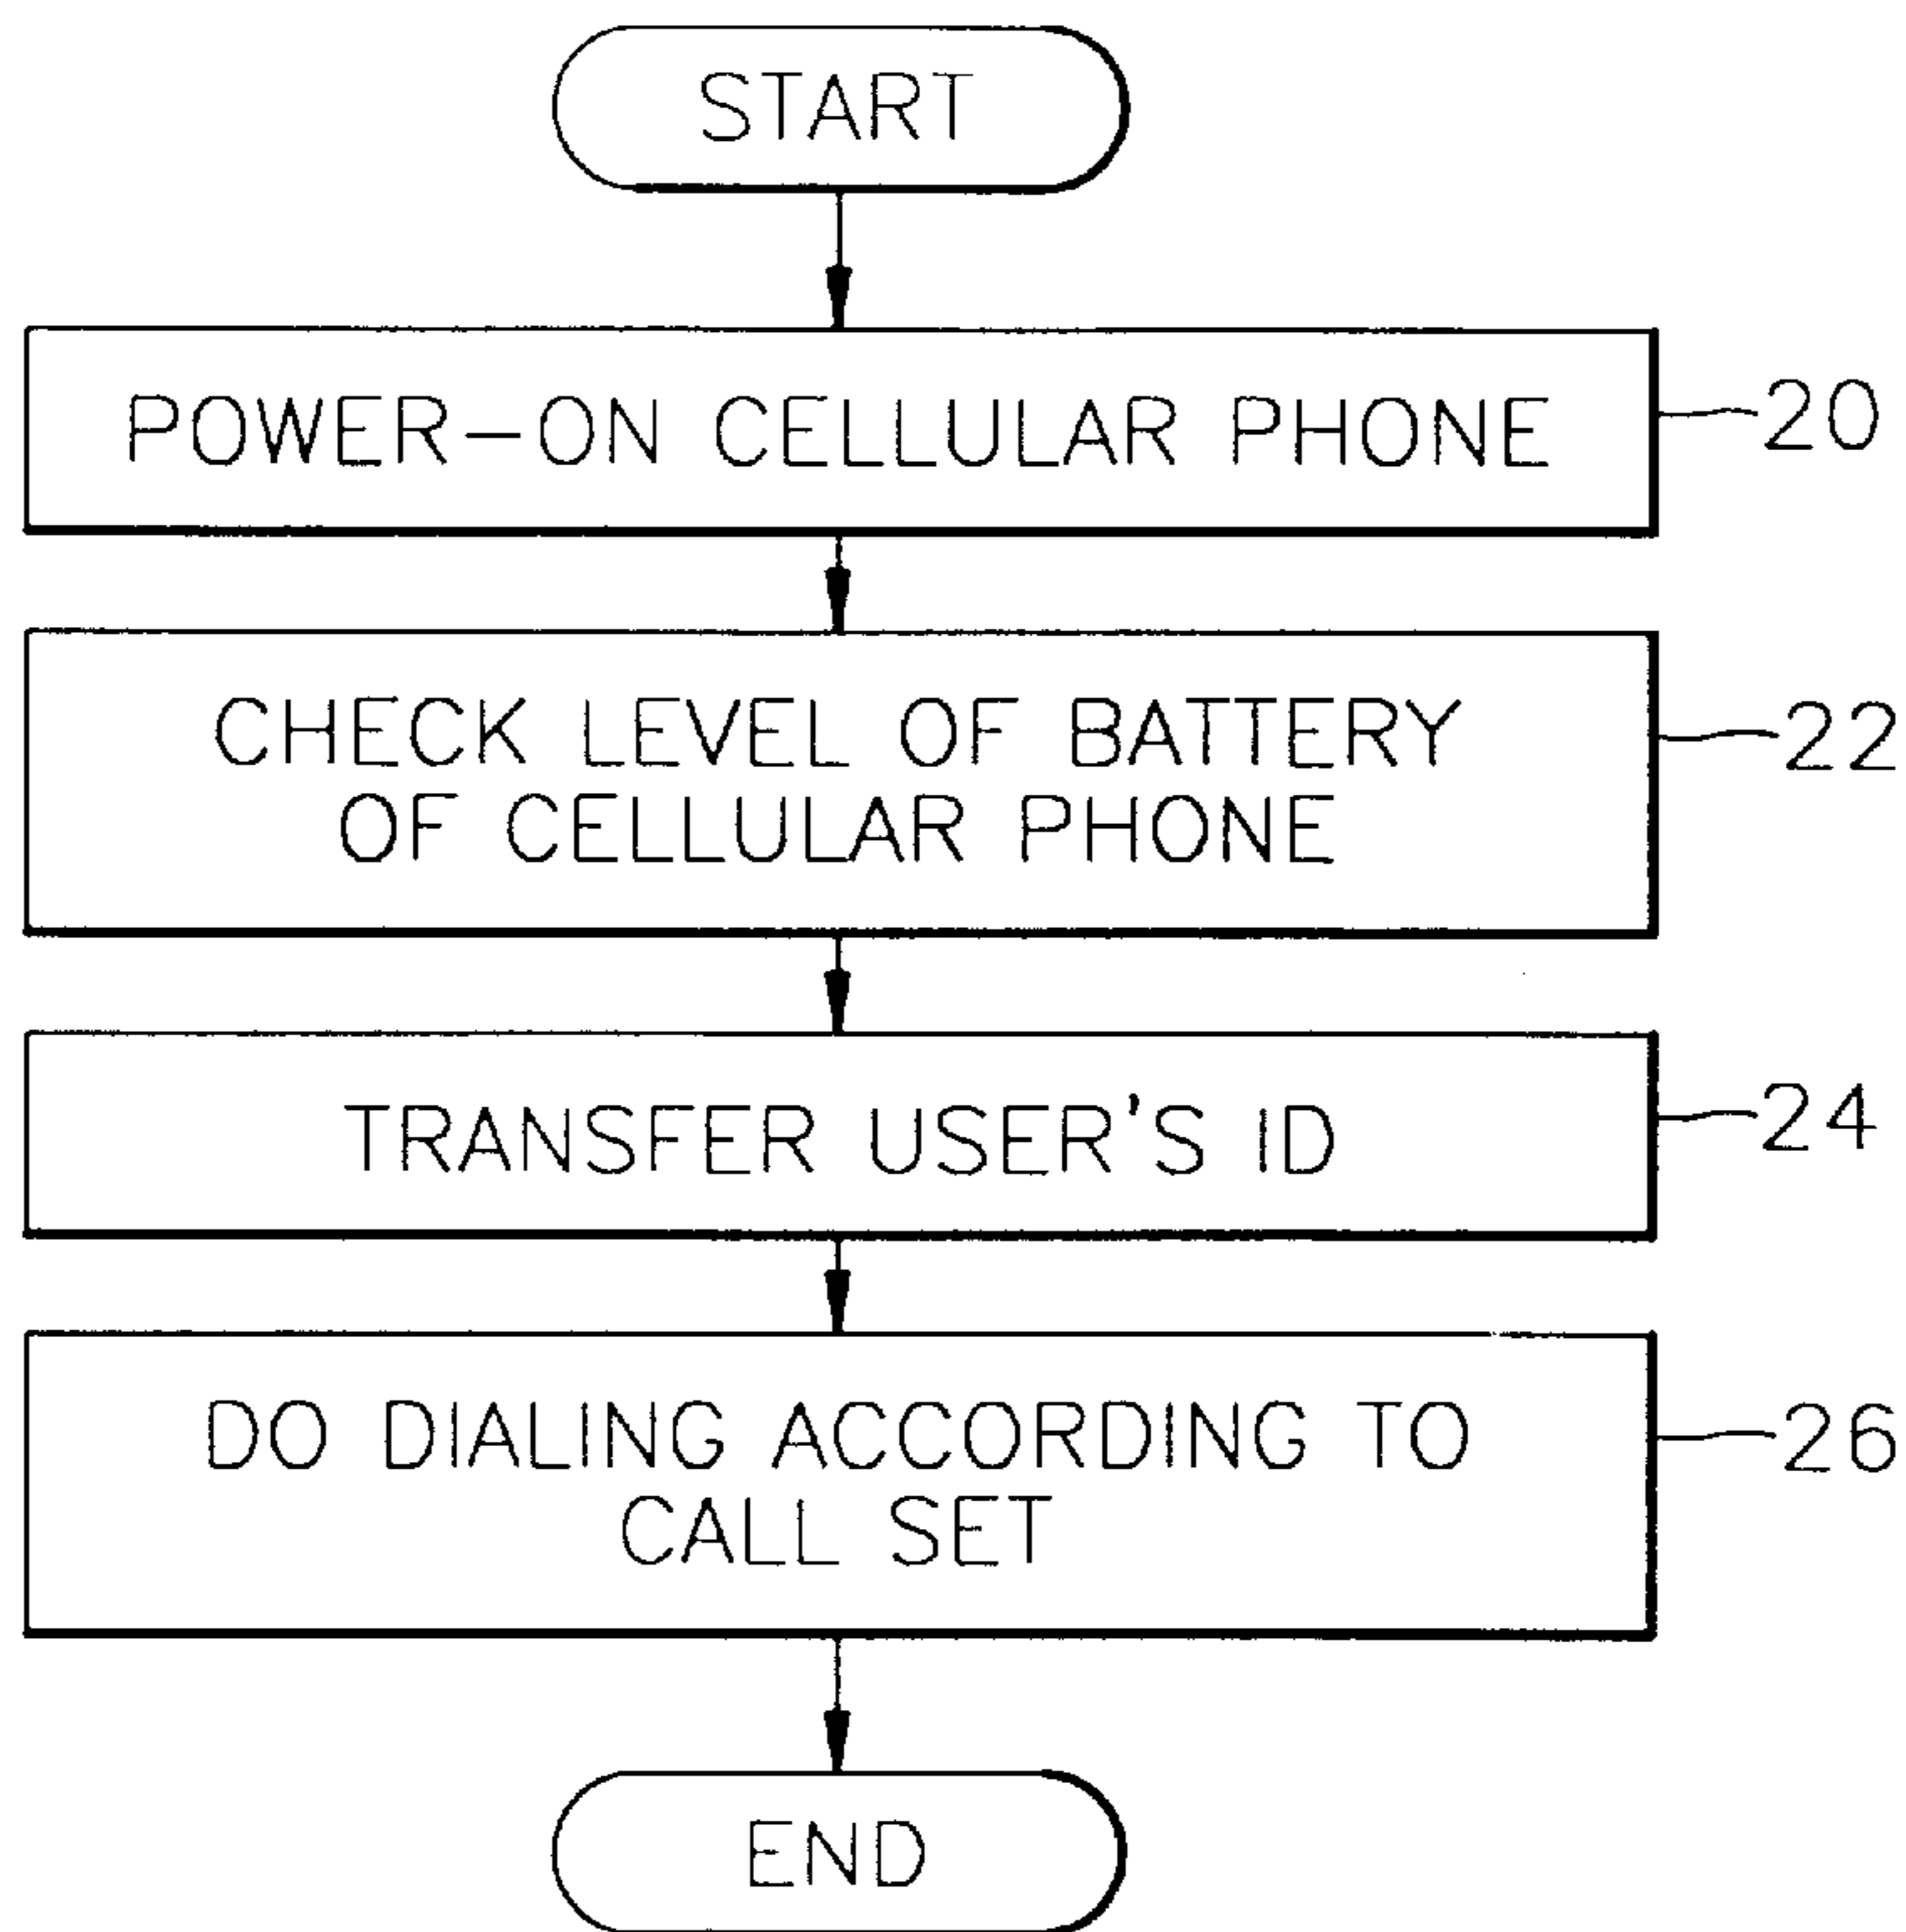 START
POWER-ON CELLULAR PHONE
20
CHECK LEVEL OF BATTERY
OF CELLULAR PHONE
22
TRANSFER USER'S ID
24
DO DIALING ACCORDING TO
CALL SET
26
END